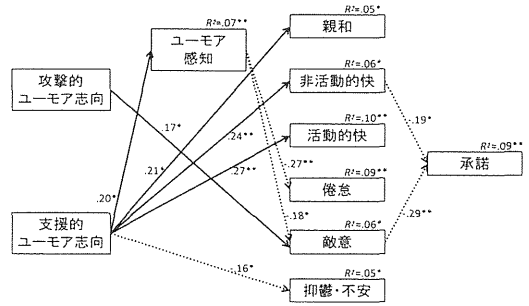 R²=.05*
親和
R²=.07**
ユーモア
感知
R²=.06*
非活動的快
攻撃的
ユーモア志向
.17*
.24**
-.19*
R²=.10**
活動的快
R²=.09**
承諾
.21*
.27**
-.27**
R²=.09**
倦怠
.20*
-.18*
R²=.06*
敵意
-.29**
支援的
ユーモア志向
-.16*
R²=.05*
抑鬱・不安